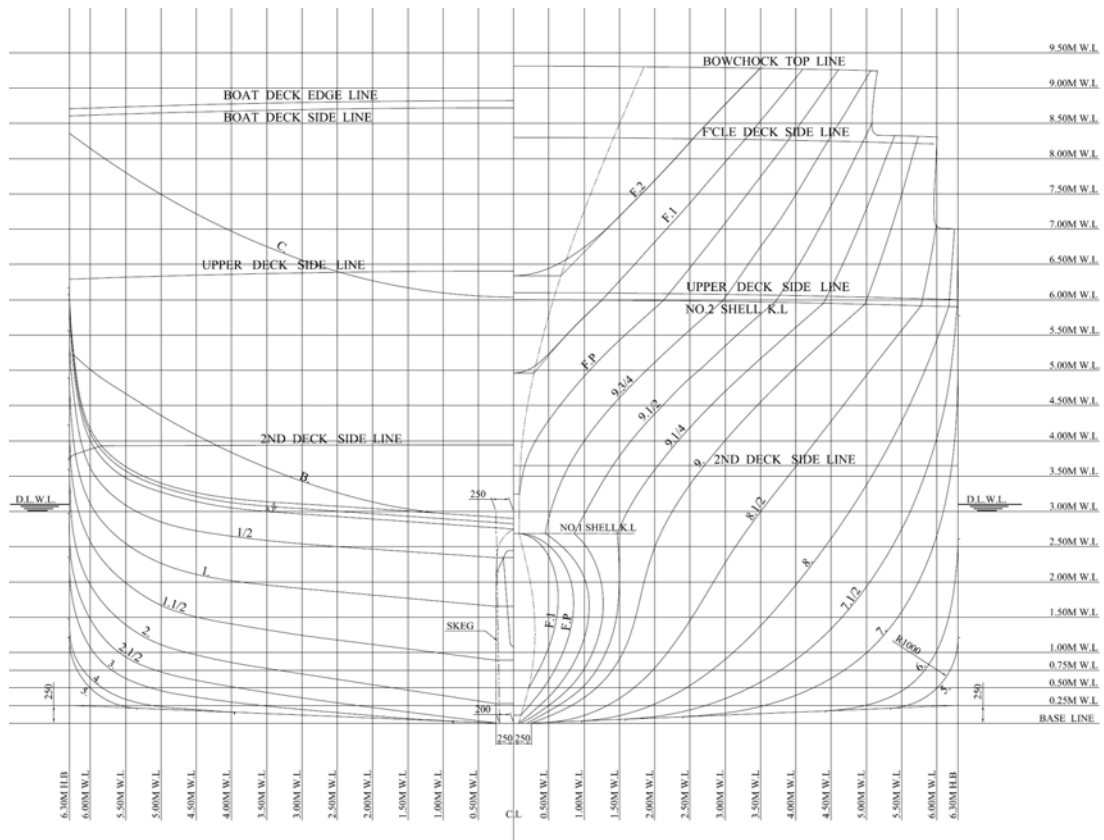 9.50M W.L
BOWCHOCK TOP LINE
9.00M W.L
BOAT DECK EDGE LINE
BOAT DECK SIDE LINE
8.50M W.L
F'CLE DECK SIDE LINE
8.00M W.L
F.2
7.50M W.L
F.1
7.00M W.L
C.
6.50M W.L
UPPER DECK SIDE LINE
UPPER DECK SIDE LINE
6.00M W.L
NO.2 SHELL K.L
5.50M W.L
F.P
5.00M W.L
9.3/4
4.50M W.L
9.1/2
9.1/4
4.00M W.L
2ND DECK SIDE LINE
9.
2ND DECK SIDE LINE
3.50M W.L
B.
250
8.1/2
D.L.W.L.
D.L.W.L.
3.00M W.L
1/2
NO.1 SHELL K.L
2.50M W.L
1.
8.
2.00M W.L
1.1/2
7.1/2
1.50M W.L
2.
SKEG
F.1
F.P
7.
R1000
2.1/2
1.00M W.L
3.
6.
0.75M W.L
4.
5.
5.
0.50M W.L
250
250
0.25M W.L
200
BASE LINE
250
250
6.30M H.B
6.00M W.L
5.50M W.L
5.00M W.L
4.50M W.L
4.00M W.L
3.50M W.L
3.00M W.L
2.50M W.L
2.00M W.L
1.50M W.L
1.00M W.L
0.50M W.L
C.L
0.50M W.L
1.00M W.L
1.50M W.L
2.00M W.L
2.50M W.L
3.00M W.L
3.50M W.L
4.00M W.L
4.50M W.L
5.00M W.L
5.50M W.L
6.00M W.L
6.30M H.B